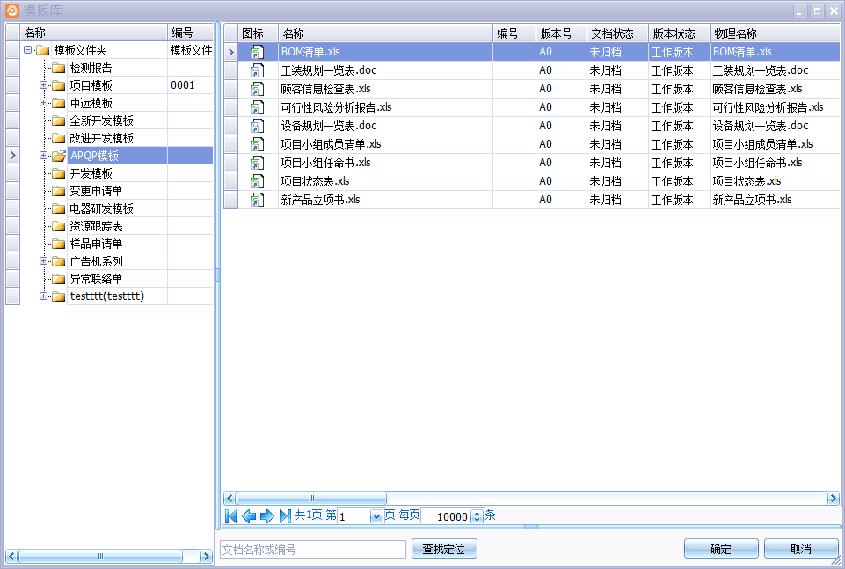 模板库
名称 编号
模板文件夹 模板文件
检测报告
项目模板 0001
申远模板
全新开发模板
改进开发模板
APQP模板
开发模板
变更申请单
电器研发模板
资源跟踪表
样品申请单
广告机系列
异常联络单
testttt(testttt)
图标 名称 编号 版本号 文档状态 版本状态 物理名称
BOM清单.xls A0 未归档 工作版本 BOM清单.xls
工装规划一览表.doc A0 未归档 工作版本 工装规划一览表.doc
顾客信息检查表.xls A0 未归档 工作版本 顾客信息检查表.xls
可行性风险分析报告.xls A0 未归档 工作版本 可行性风险分析报告.xls
设备规划一览表.doc A0 未归档 工作版本 设备规划一览表.doc
项目小组成员清单.xls A0 未归档 工作版本 项目小组成员清单.xls
项目小组任命书.xls A0 未归档 工作版本 项目小组任命书.xls
项目状态表.xls A0 未归档 工作版本 项目状态表.xls
新产品立项书.xls A0 未归档 工作版本 新产品立项书.xls
共1页 第 1 页 每页 10000 条
文档名称或编号 查找定位 确定 取消